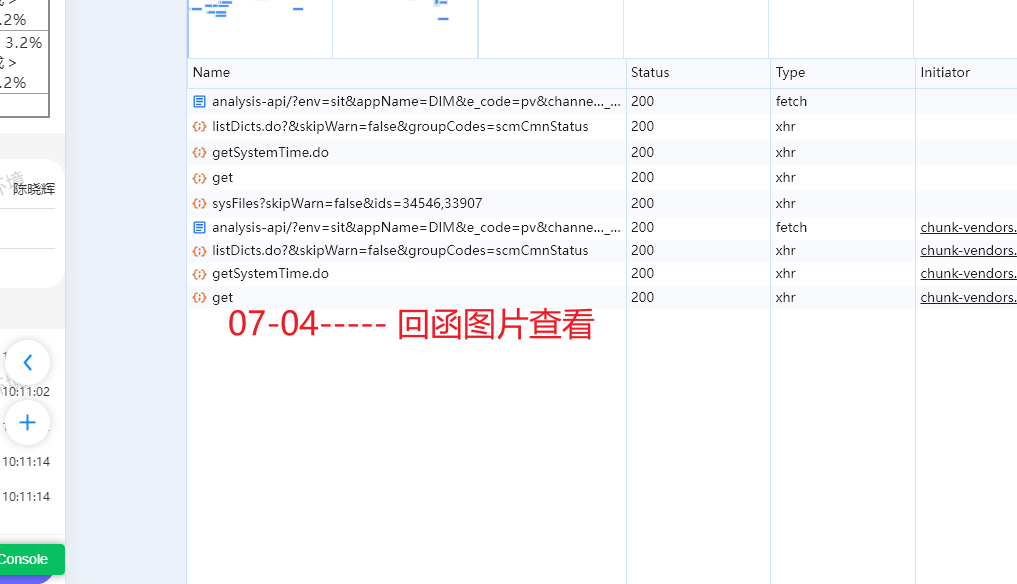 .2%
3.2%
>
.2%
环境
陈晓辉
10:11:02
10:11:14
10:11:14
Console
Name Status Type Initiator
analysis-api/?env=sit&appName=DIM&e_code=pv&channe..._... 200 fetch
listDicts.do?&skipWarn=false&groupCodes=scmCmnStatus 200 xhr
getSystemTime.do 200 xhr
get 200 xhr
sysFiles?skipWarn=false&ids=34546,33907 200 xhr
analysis-api/?env=sit&appName=DIM&e_code=pv&channe..._... 200 fetch chunk-vendors.
listDicts.do?&skipWarn=false&groupCodes=scmCmnStatus 200 xhr chunk-vendors.
getSystemTime.do 200 xhr chunk-vendors.
get 200 xhr chunk-vendors.
07-04----- 回函图片查看